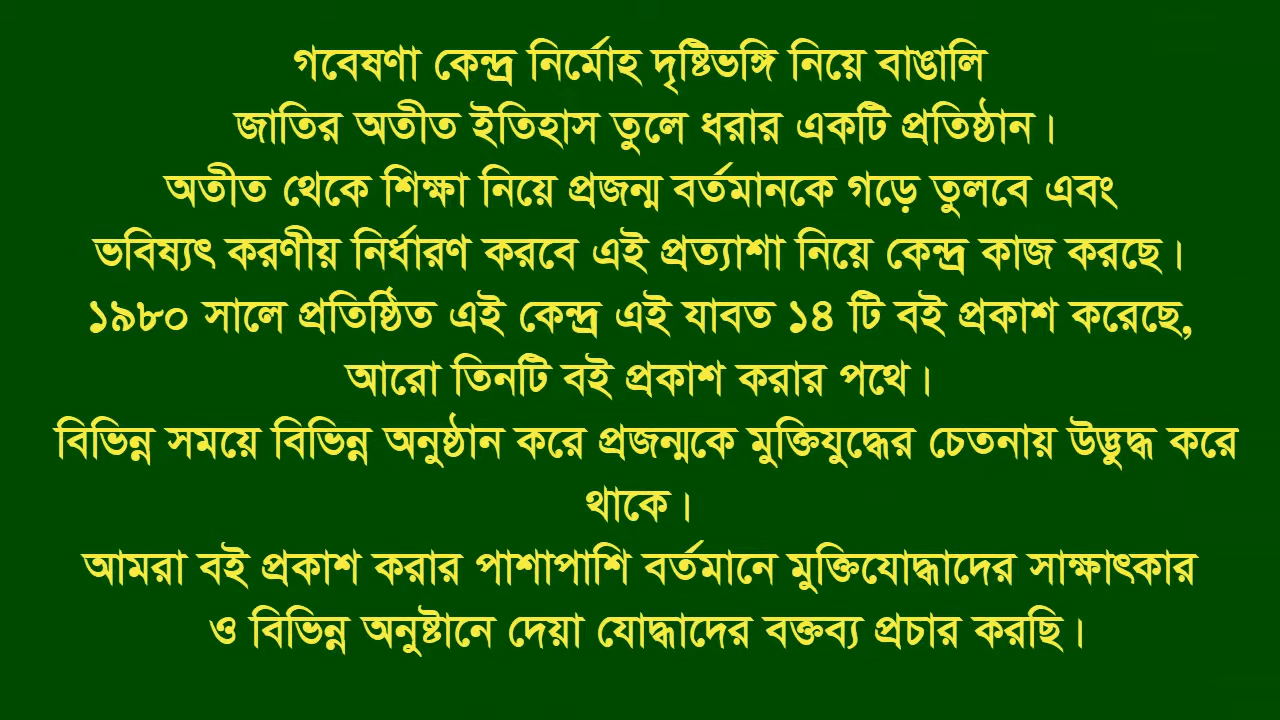 গবেষণা কেন্দ্র নির্মোহ দৃষ্টিভঙ্গি নিয়ে বাঙালি
জাতির অতীত ইতিহাস তুলে ধরার একটি প্রতিষ্ঠান।
অতীত থেকে শিক্ষা নিয়ে প্রজন্ম বর্তমানকে গড়ে তুলবে এবং
ভবিষ্যৎ করণীয় নির্ধারণ করবে এই প্রত্যাশা নিয়ে কেন্দ্র কাজ করছে।
১৯৮০ সালে প্রতিষ্ঠিত এই কেন্দ্র এই যাবত ১৪ টি বই প্রকাশ করেছে,
আরো তিনটি বই প্রকাশ করার পথে।
বিভিন্ন সময়ে বিভিন্ন অনুষ্ঠান করে প্রজন্মকে মুক্তিযুদ্ধের চেতনায় উদ্ভুদ্ধ করে
থাকে।
আমরা বই প্রকাশ করার পাশাপাশি বর্তমানে মুক্তিযোদ্ধাদের সাক্ষাৎকার
ও বিভিন্ন অনুষ্টানে দেয়া যোদ্ধাদের বক্তব্য প্রচার করছি।